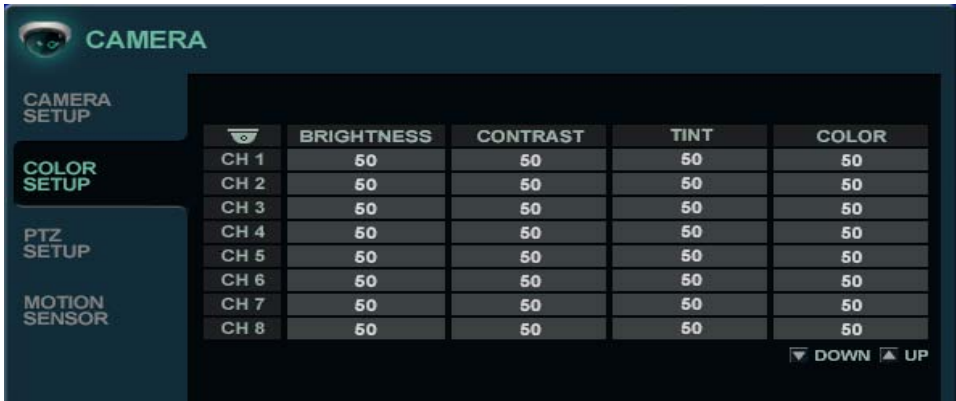 CAMERA
CAMERA
SETUP
COLOR
SETUP
PTZ
SETUP
MOTION
SENSOR
BRIGHTNESS CONTRAST TINT COLOR
CH 1 50 50 50 50
CH 2 50 50 50 50
CH 3 50 50 50 50
CH 4 50 50 50 50
CH 5 50 50 50 50
CH 6 50 50 50 50
CH 7 50 50 50 50
CH 8 50 50 50 50
DOWN UP